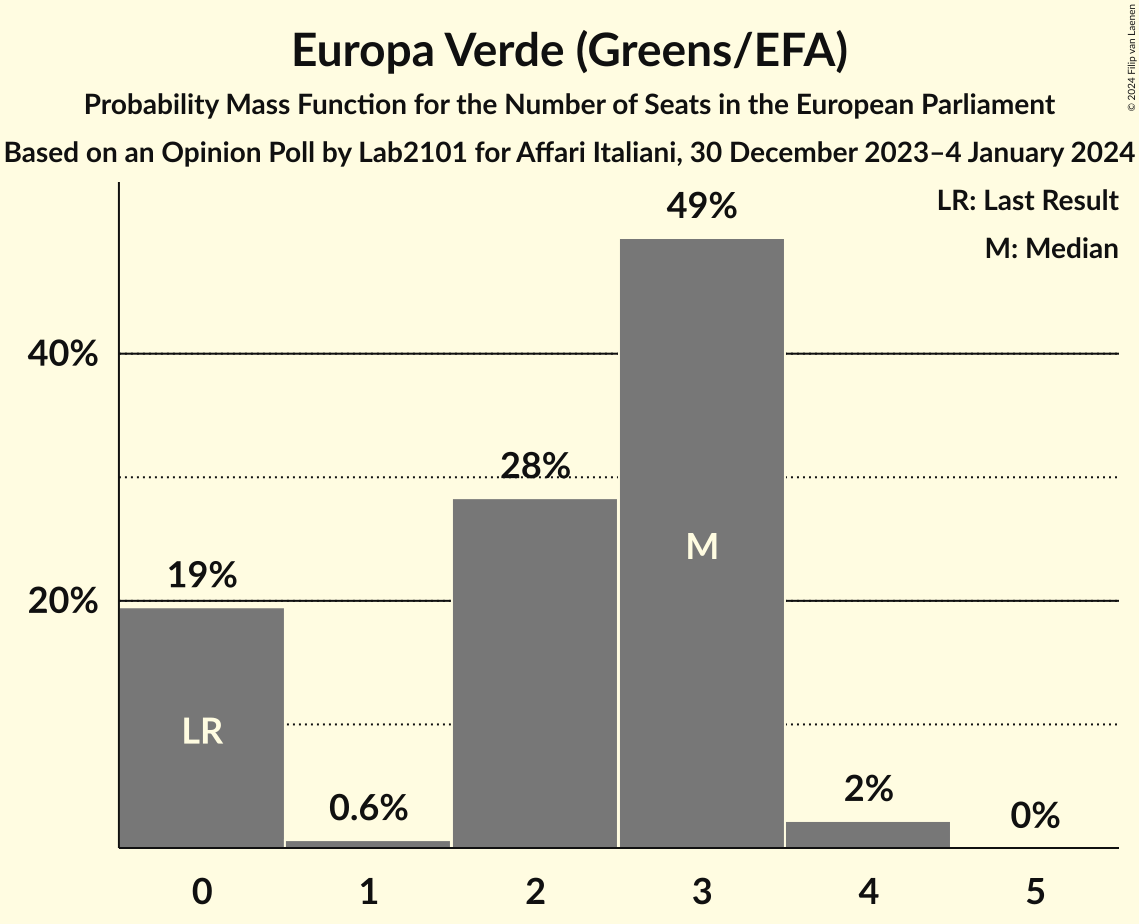 Europa Verde (Greens/EFA)
Probability Mass Function for the Number of Seats in the European Parliament
Based on an Opinion Poll by Lab2101 for Affari Italiani, 30 December 2023–4 January 2024
© 2024 Filip van Laenen
LR: Last Result
M: Median
49%
40%
28%
M
19%
20%
LR
0.6%
2%
0%
0 1 2 3 4 5